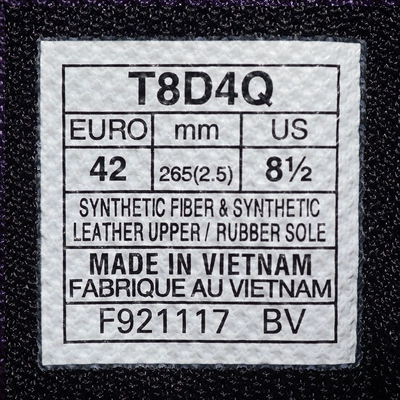 T8D4Q
EURO mm US
42 265(2.5) 8½
SYNTHETIC FIBER & SYNTHETIC
LEATHER UPPER / RUBBER SOLE
MADE IN VIETNAM
FABRIQUE AU VIETNAM
F921117 BV